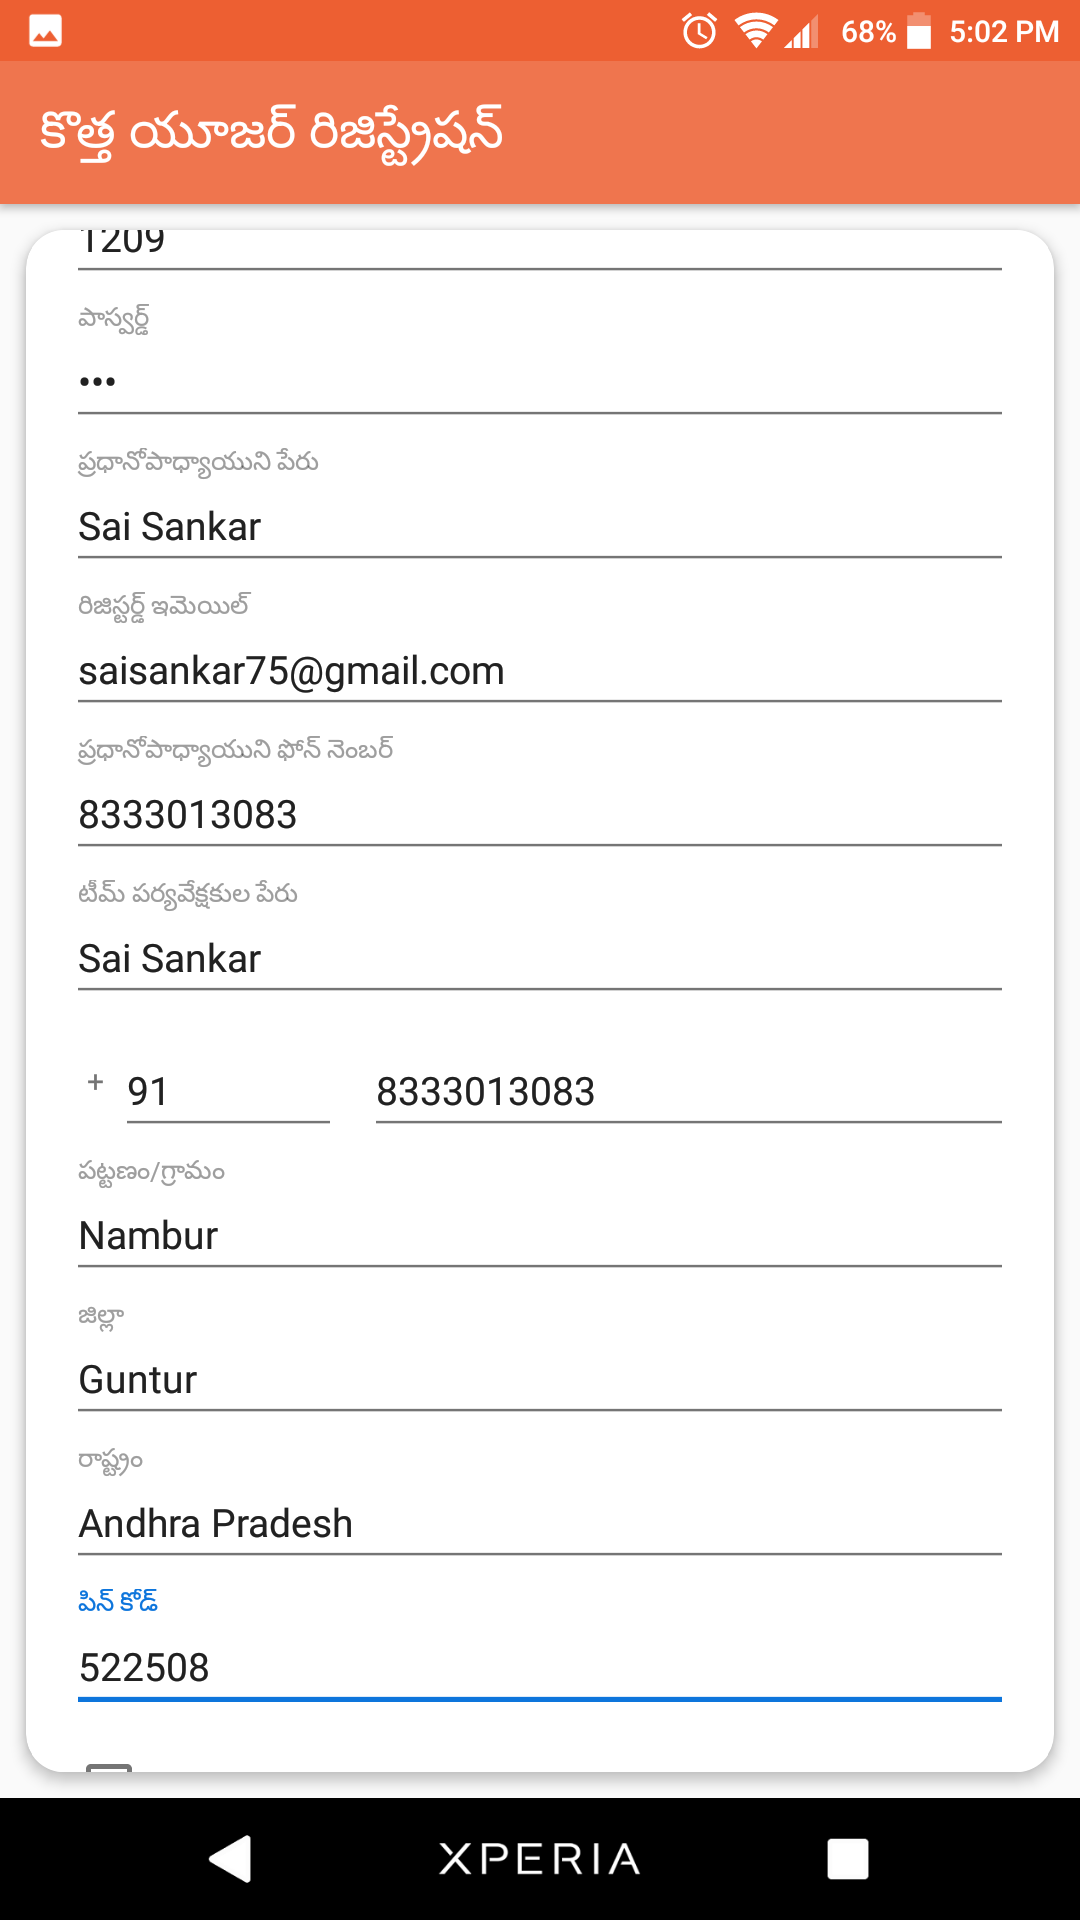 68% 5:02 PM
కొత్త యూజర్ రిజిస్ట్రేషన్
1209
పాస్వర్డ్
•••
ప్రధానోపాధ్యాయుని పేరు
Sai Sankar
రిజిస్టర్డ్ ఇమెయిల్
saisankar75@gmail.com
ప్రధానోపాధ్యాయుని ఫోన్ నెంబర్
8333013083
టీమ్ పర్యవేక్షకుల పేరు
Sai Sankar
+ 91 8333013083
పట్టణం/గ్రామం
Nambur
జిల్లా
Guntur
రాష్ట్రం
Andhra Pradesh
పిన్ కోడ్
522508
XPERIA